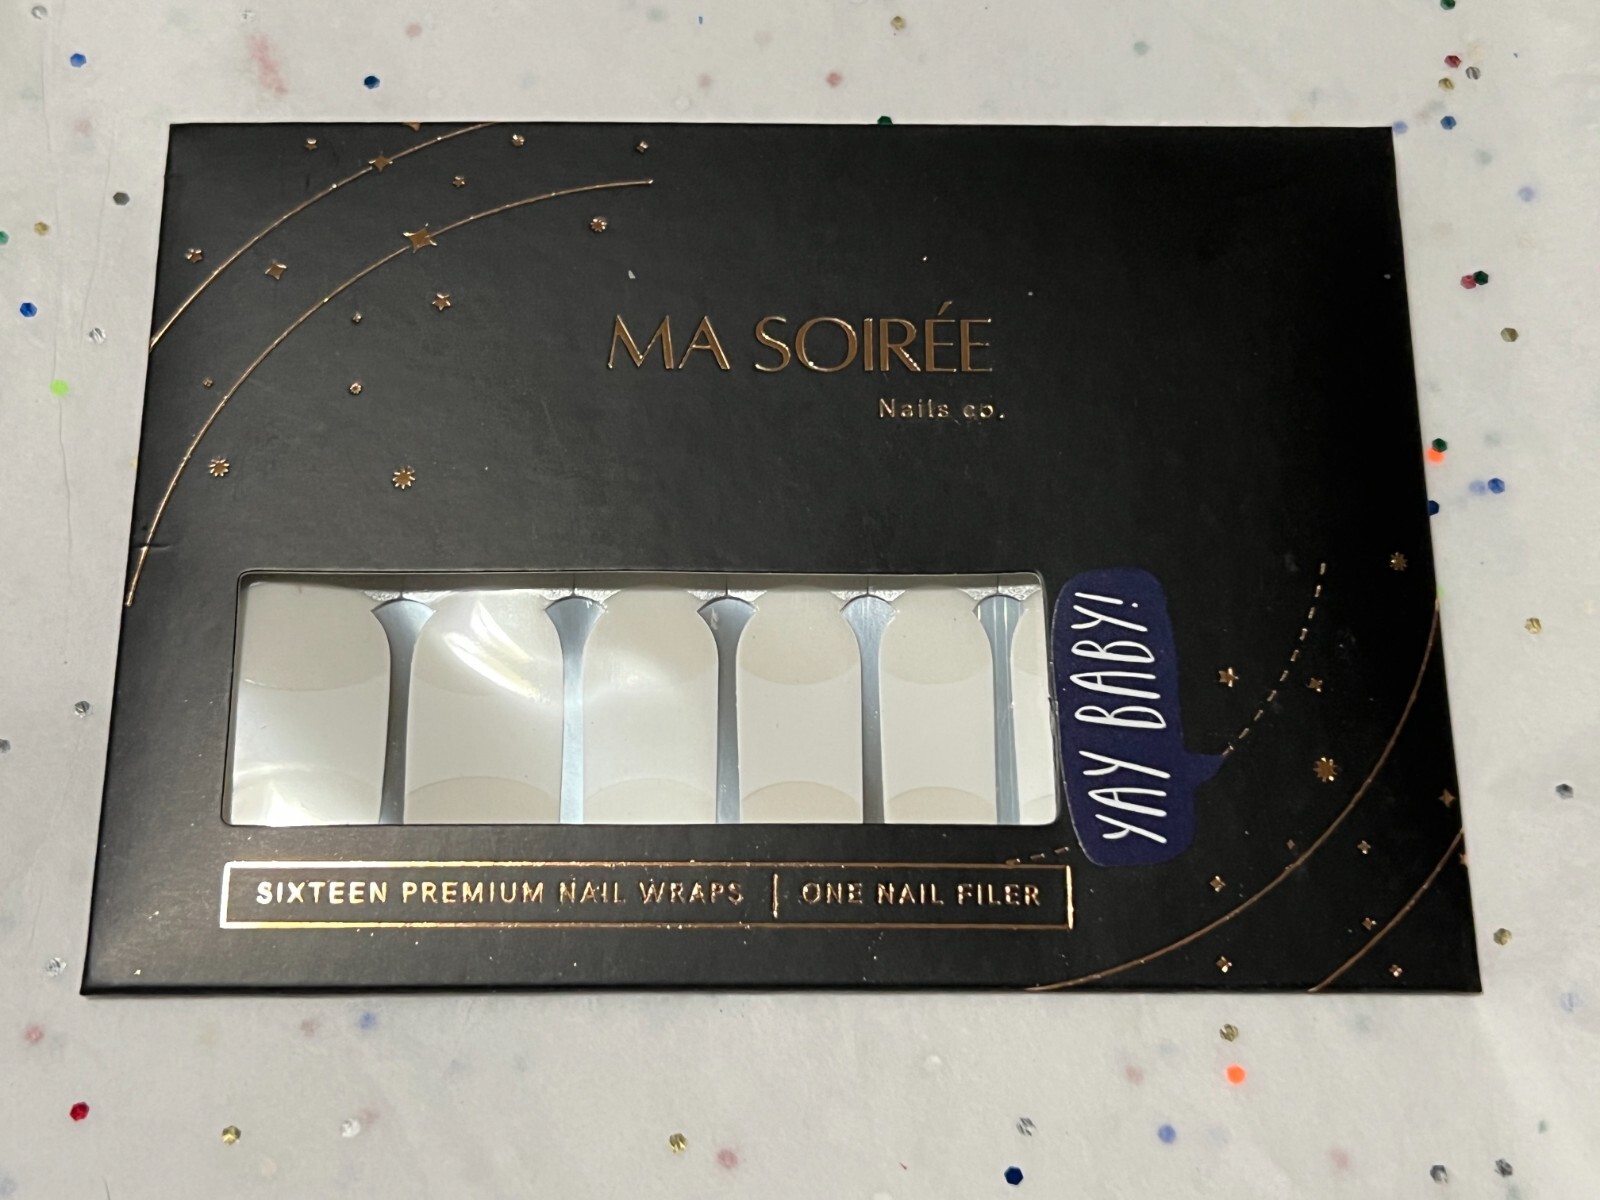 MA SOIRÉE
Nails co.
YAY BABY!
SIXTEEN PREMIUM NAIL WRAPS | ONE NAIL FILER